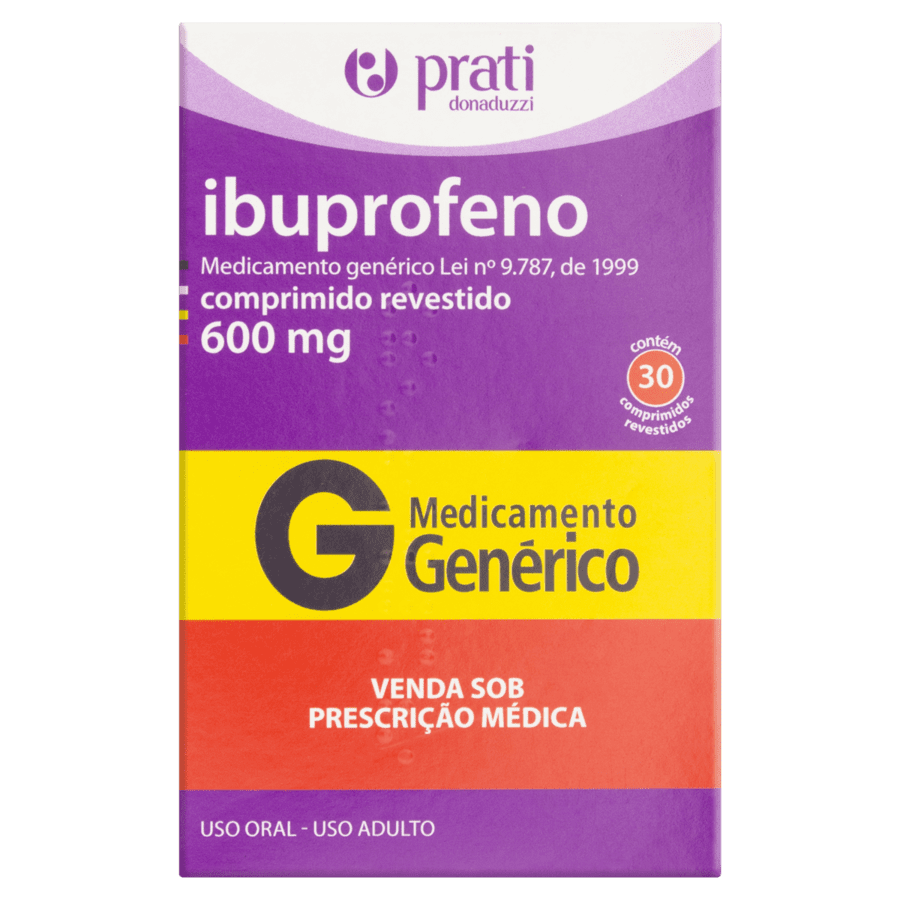 prati
donaduzzi
ibuprofeno
Medicamento genérico Lei nº 9.787, de 1999
comprimido revestido
600 mg
contém
30
comprimidos
revestidos
G Medicamento
Genérico
VENDA SOB
PRESCRIÇÃO MÉDICA
USO ORAL - USO ADULTO